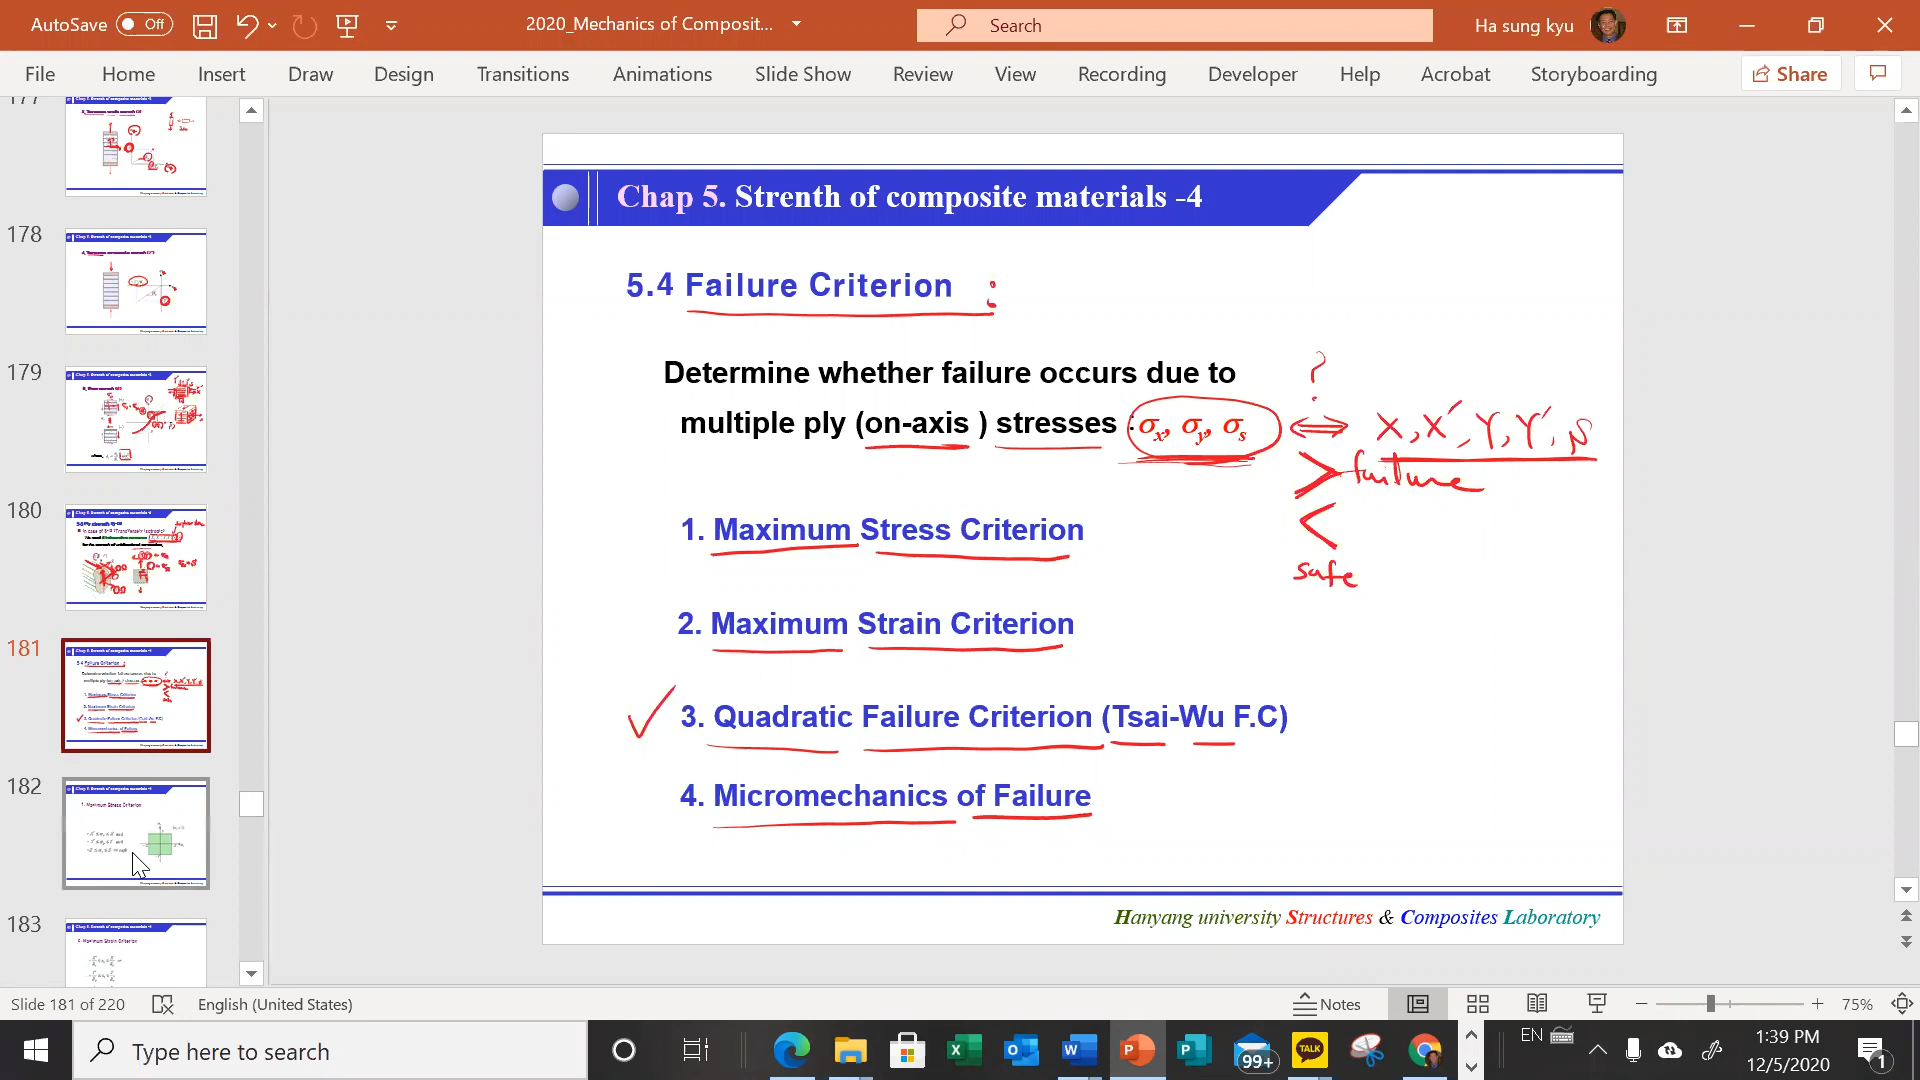 AutoSave Off 2020_Mechanics of Composit... Search Ha sung kyu
File Home Insert Draw Design Transitions Animations Slide Show Review View Recording Developer Help Acrobat Storyboarding Share
177
178
179
180
181
182
183
Chap 5. Strenth of composite materials -4
5.4 Failure Criterion :
Determine whether failure occurs due to ?
multiple ply (on-axis ) stresses : σx, σy, σs ⇔ X, X', Y, Y', S
> failure
1. Maximum Stress Criterion <
safe
2. Maximum Strain Criterion
✓ 3. Quadratic Failure Criterion (Tsai-Wu F.C)
4. Micromechanics of Failure
Hanyang university Structures & Composites Laboratory
Slide 181 of 220 English (United States) Notes 75%
Type here to search 99+ TALK EN 1:39 PM
12/5/2020 1